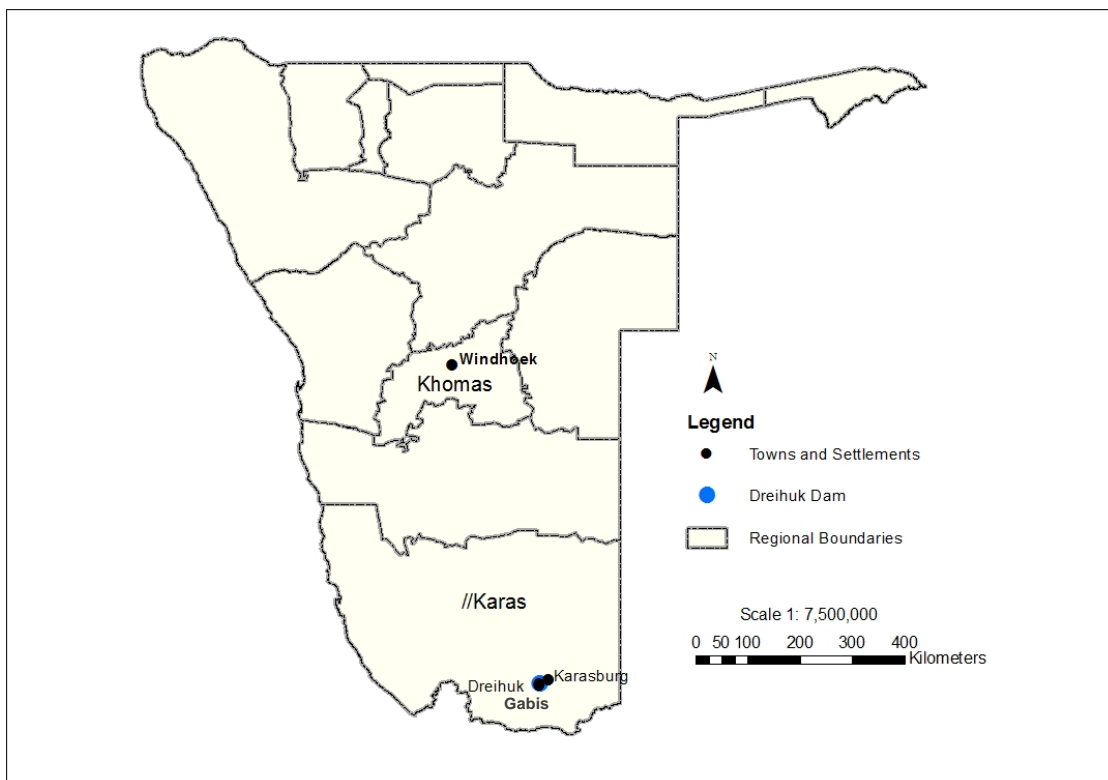 Windhoek
Khomas
N
Legend
Towns and Settlements
Dreihuk Dam
Regional Boundaries
//Karas
Scale 1: 7,500,000
0 50 100 200 300 400
Kilometers
Karasburg
Dreihuk
Gabis